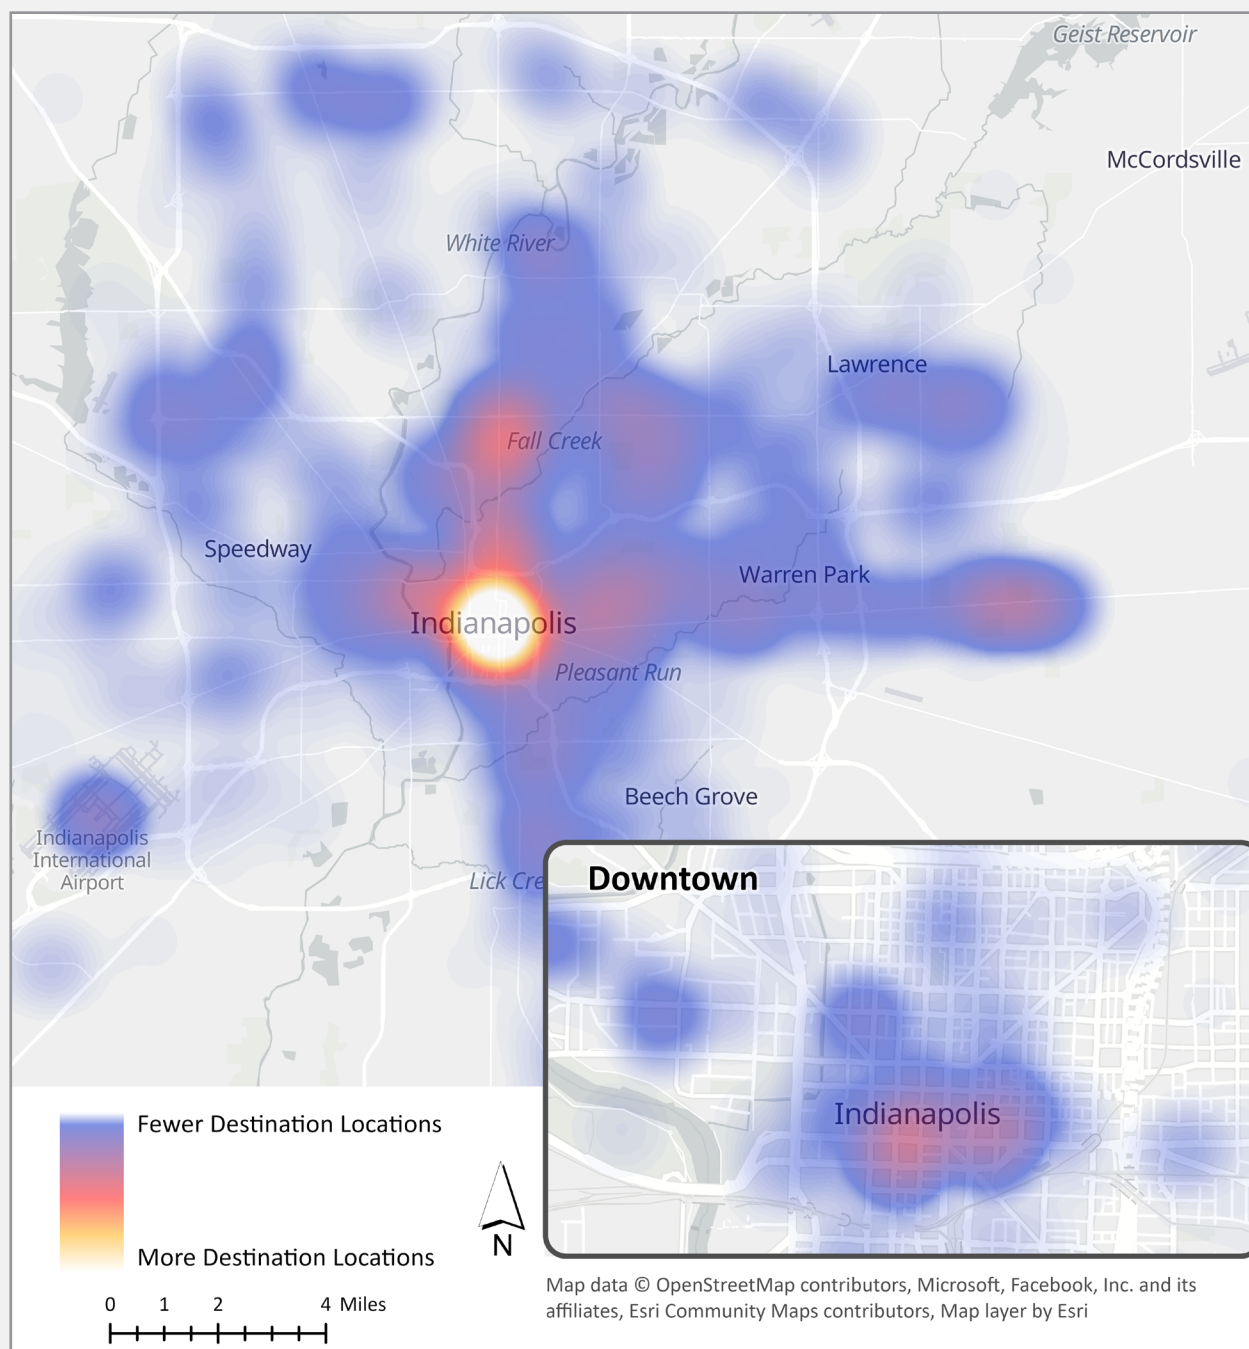 Geist Reservoir
McCordsville
White River
Lawrence
Fall Creek
Speedway
Warren Park
Indianapolis
Pleasant Run
Beech Grove
Indianapolis
International
Airport
Lick Cre
Downtown
Indianapolis
Fewer Destination Locations
More Destination Locations
N
0 1 2 4 Miles
Map data © OpenStreetMap contributors, Microsoft, Facebook, Inc. and its
affiliates, Esri Community Maps contributors, Map layer by Esri